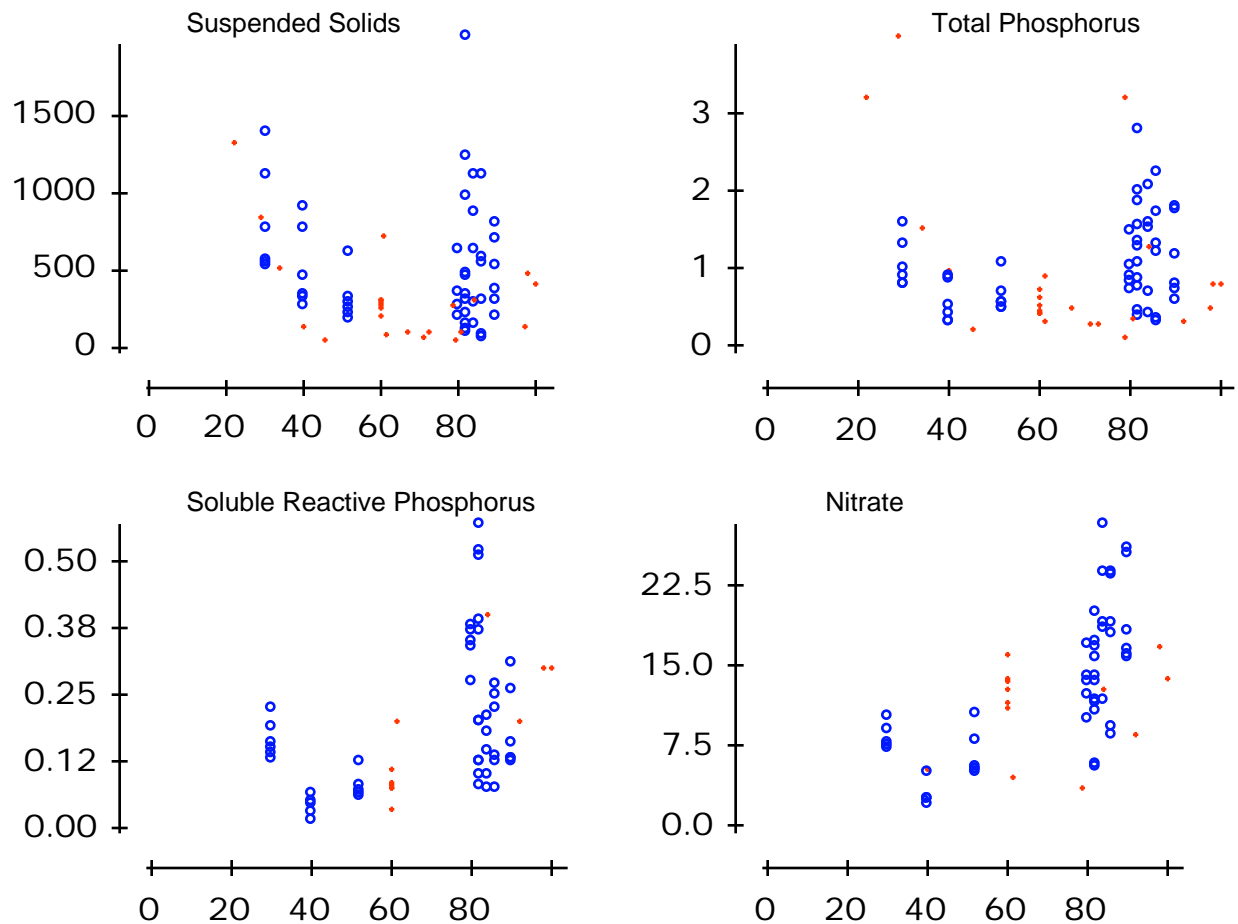 Suspended Solids
1500
1000
500
0
0 20 40 60 80
Total Phosphorus
3
2
1
0
0 20 40 60 80
Soluble Reactive Phosphorus
0.50
0.38
0.25
0.12
0.00
0 20 40 60 80
Nitrate
22.5
15.0
7.5
0.0
0 20 40 60 80